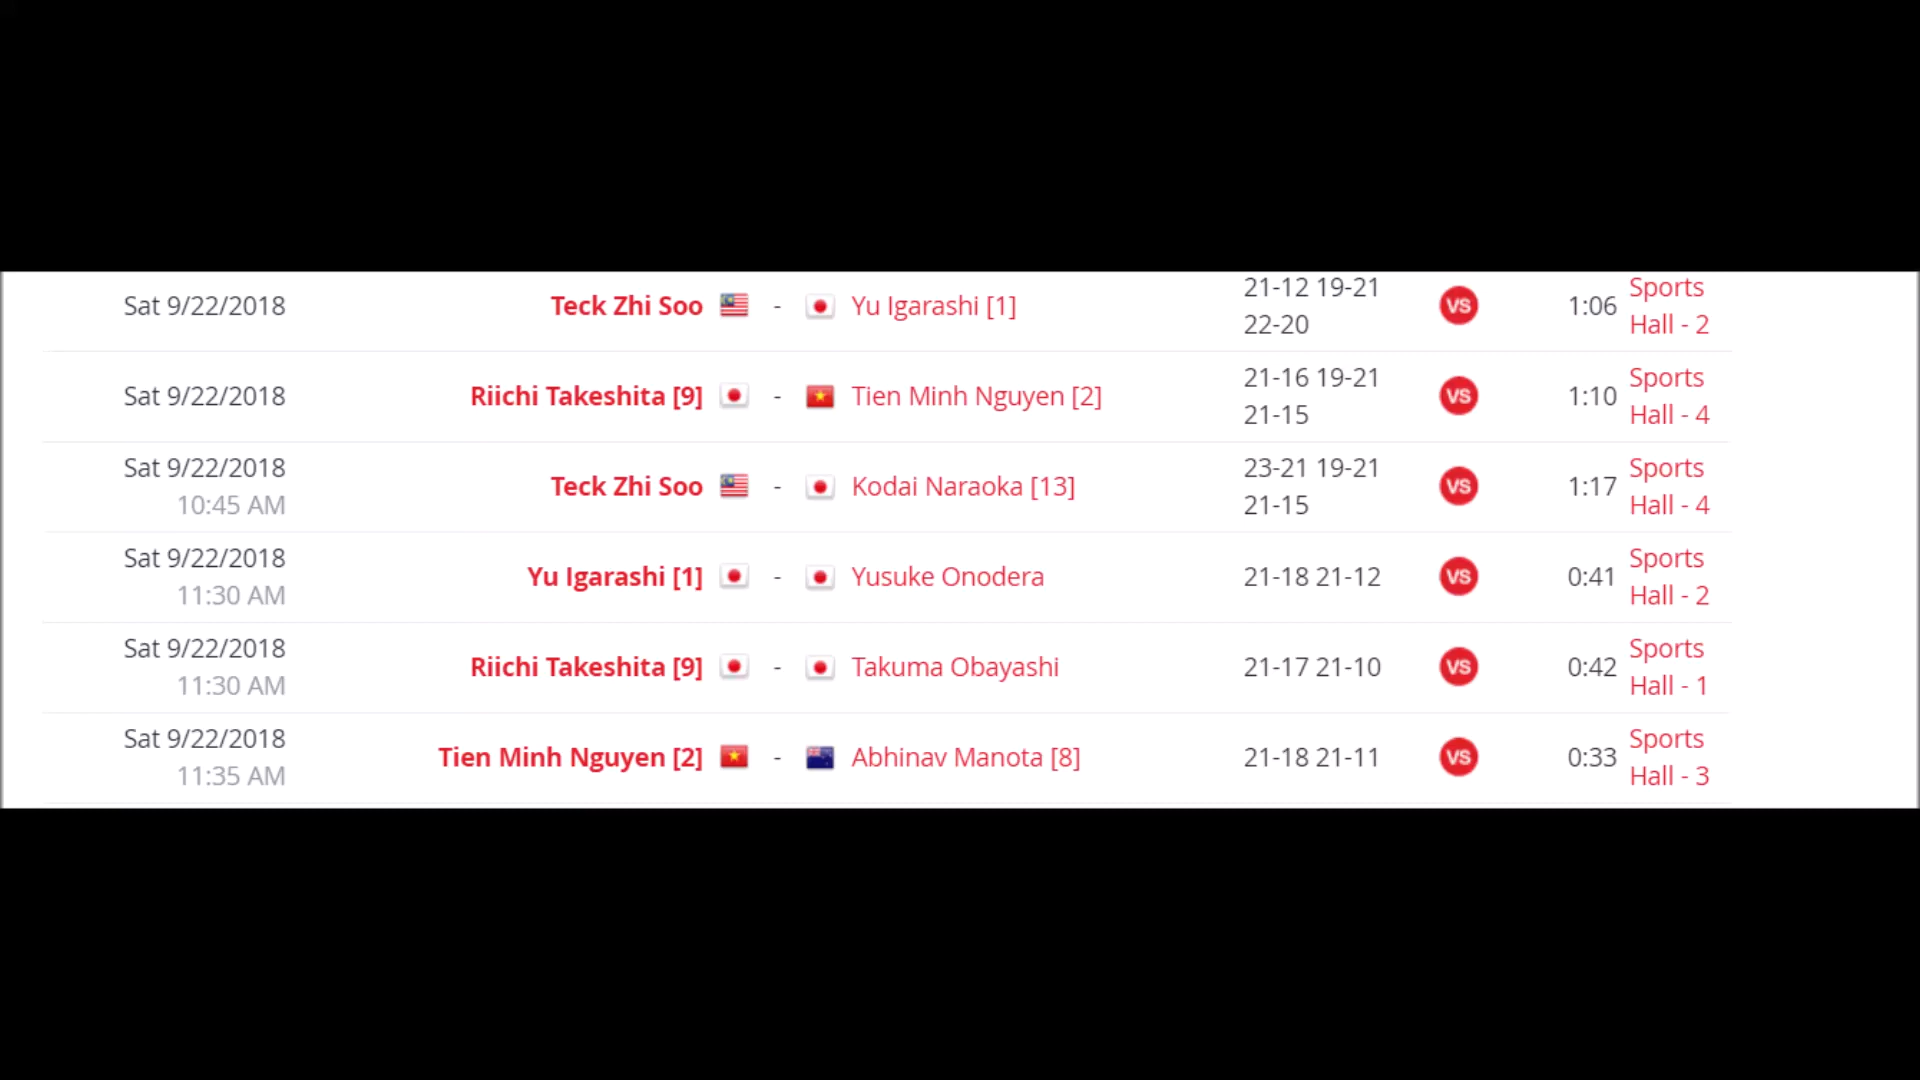 Sat 9/22/2018 Teck Zhi Soo - Yu Igarashi [1] 21-12 19-21 VS 1:06 Sports
22-20 Hall - 2
Sat 9/22/2018 Riichi Takeshita [9] - Tien Minh Nguyen [2] 21-16 19-21 VS 1:10 Sports
21-15 Hall - 4
Sat 9/22/2018 Teck Zhi Soo - Kodai Naraoka [13] 23-21 19-21 VS 1:17 Sports
10:45 AM 21-15 Hall - 4
Sat 9/22/2018 Yu Igarashi [1] - Yusuke Onodera 21-18 21-12 VS 0:41 Sports
11:30 AM Hall - 2
Sat 9/22/2018 Riichi Takeshita [9] - Takuma Obayashi 21-17 21-10 VS 0:42 Sports
11:30 AM Hall - 1
Sat 9/22/2018 Tien Minh Nguyen [2] - Abhinav Manota [8] 21-18 21-11 VS 0:33 Sports
11:35 AM Hall - 3